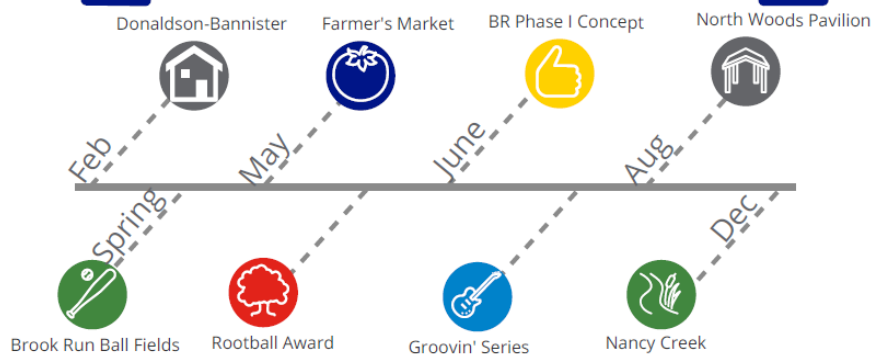 Donaldson-Bannister
Farmer's Market
BR Phase I Concept
North Woods Pavilion
Feb
May
June
Aug
Spring
Dec
Brook Run Ball Fields
Rootball Award
Groovin' Series
Nancy Creek